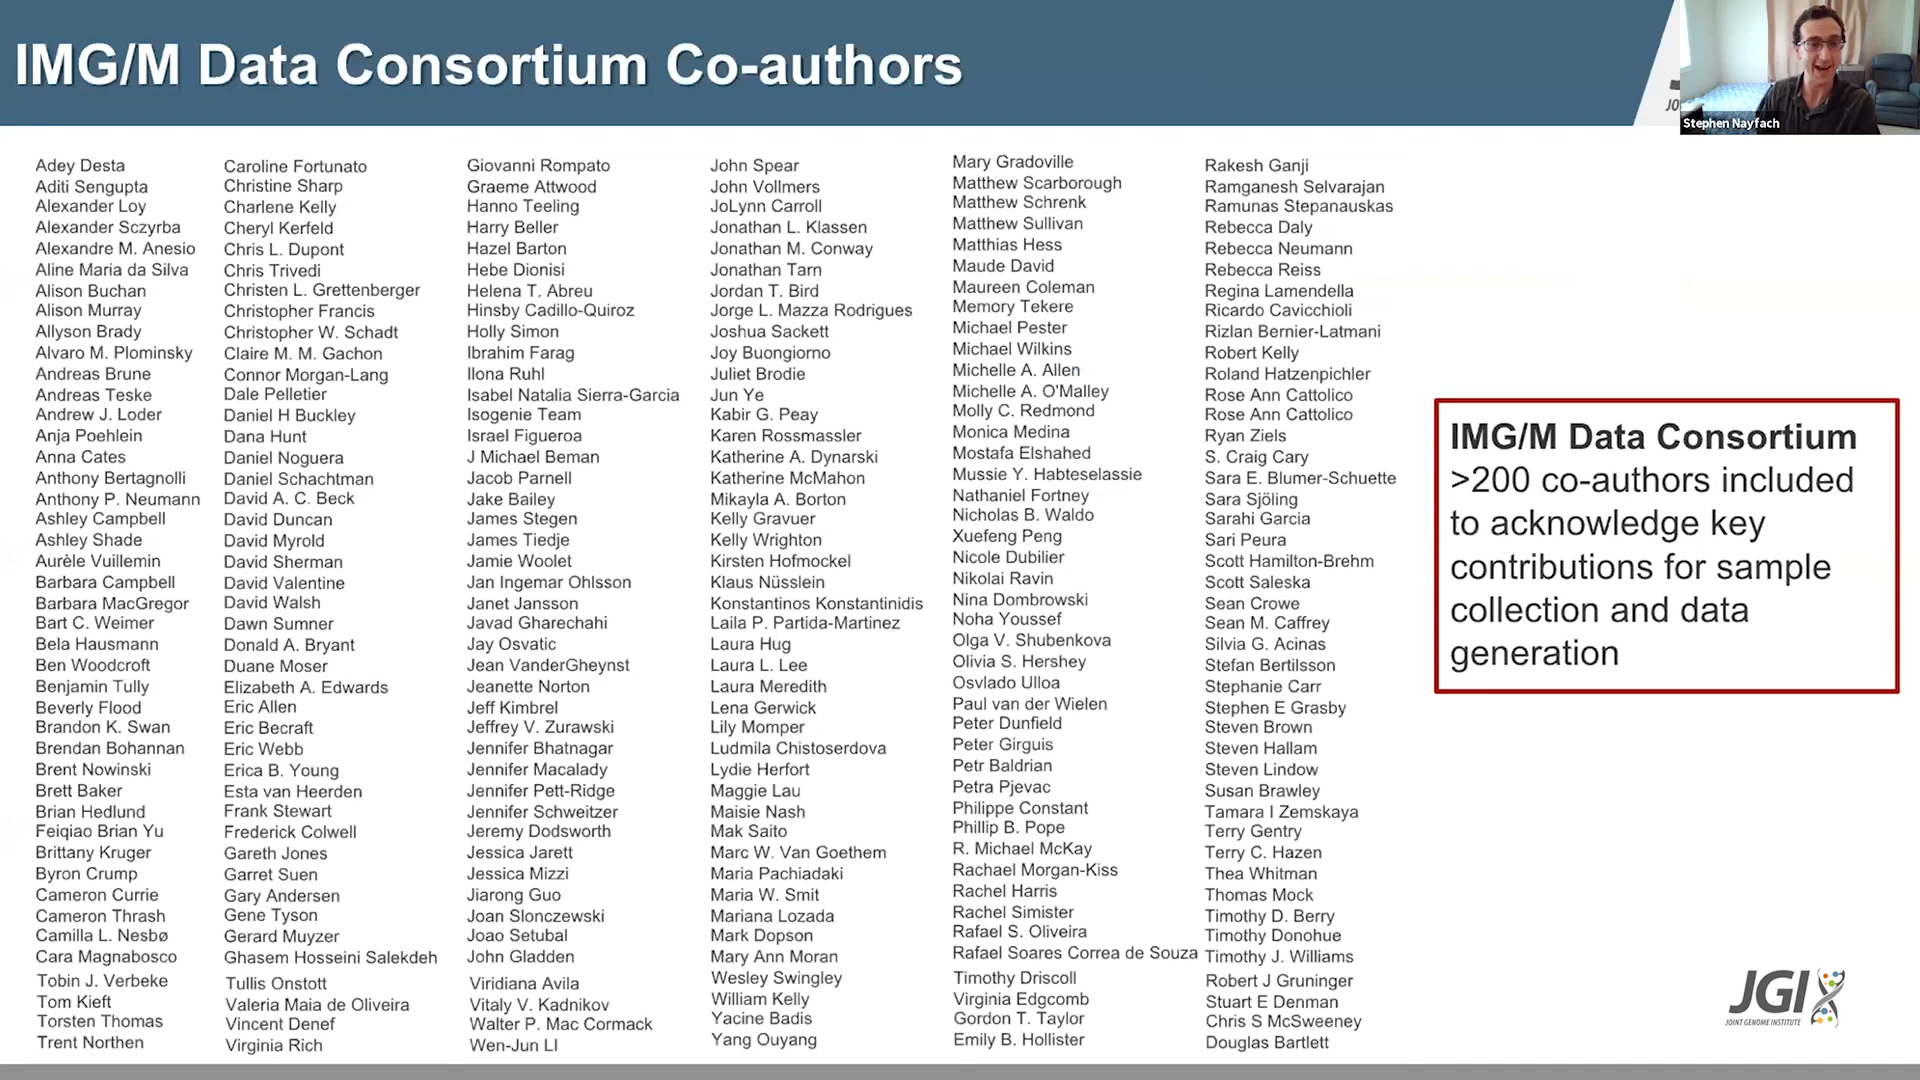 IMG/M Data Consortium Co-authors
Stephen Nayfach
Adey Desta
Aditi Sengupta
Alexander Loy
Alexander Sczyrba
Alexandre M. Anesio
Aline Maria da Silva
Alison Buchan
Alison Murray
Allyson Brady
Alvaro M. Plominsky
Andreas Brune
Andreas Teske
Andrew J. Loder
Anja Poehlein
Anna Cates
Anthony Bertagnolli
Anthony P. Neumann
Ashley Campbell
Ashley Shade
Aurèle Vuillemin
Barbara Campbell
Barbara MacGregor
Bart C. Weimer
Bela Hausmann
Ben Woodcroft
Benjamin Tully
Beverly Flood
Brandon K. Swan
Brendan Bohannan
Brent Nowinski
Brett Baker
Brian Hedlund
Feiqiao Brian Yu
Brittany Kruger
Byron Crump
Cameron Currie
Cameron Thrash
Camilla L. Nesbø
Cara Magnabosco
Tobin J. Verbeke
Tom Kieft
Torsten Thomas
Trent Northen
Caroline Fortunato
Christine Sharp
Charlene Kelly
Cheryl Kerfeld
Chris L. Dupont
Chris Trivedi
Christen L. Grettenberger
Christopher Francis
Christopher W. Schadt
Claire M. M. Gachon
Connor Morgan-Lang
Dale Pelletier
Daniel H Buckley
Dana Hunt
Daniel Noguera
Daniel Schachtman
David A. C. Beck
David Duncan
David Myrold
David Sherman
David Valentine
David Walsh
Dawn Sumner
Donald A. Bryant
Duane Moser
Elizabeth A. Edwards
Eric Allen
Eric Becraft
Eric Webb
Erica B. Young
Esta van Heerden
Frank Stewart
Frederick Colwell
Gareth Jones
Garret Suen
Gary Andersen
Gene Tyson
Gerard Muyzer
Ghasem Hosseini Salekdeh
Tullis Onstott
Valeria Maia de Oliveira
Vincent Denef
Virginia Rich
Giovanni Rompato
Graeme Attwood
Hanno Teeling
Harry Beller
Hazel Barton
Hebe Dionisi
Helena T. Abreu
Hinsby Cadillo-Quiroz
Holly Simon
Ibrahim Farag
Ilona Ruhl
Isabel Natalia Sierra-Garcia
Isogenie Team
Israel Figueroa
J Michael Beman
Jacob Parnell
Jake Bailey
James Stegen
James Tiedje
Jamie Woolet
Jan Ingemar Ohlsson
Janet Jansson
Javad Gharechahi
Jay Osvatic
Jean VanderGheynst
Jeanette Norton
Jeff Kimbrel
Jeffrey V. Zurawski
Jennifer Bhatnagar
Jennifer Macalady
Jennifer Pett-Ridge
Jennifer Schweitzer
Jeremy Dodsworth
Jessica Jarett
Jessica Mizzi
Jiarong Guo
Joan Slonczewski
Joao Setubal
John Gladden
Viridiana Avila
Vitaly V. Kadnikov
Walter P. Mac Cormack
Wen-Jun LI
John Spear
John Vollmers
JoLynn Carroll
Jonathan L. Klassen
Jonathan M. Conway
Jonathan Tarn
Jordan T. Bird
Jorge L. Mazza Rodrigues
Joshua Sackett
Joy Buongiorno
Juliet Brodie
Jun Ye
Kabir G. Peay
Karen Rossmassler
Katherine A. Dynarski
Katherine McMahon
Mikayla A. Borton
Kelly Gravuer
Kelly Wrighton
Kirsten Hofmockel
Klaus Nüsslein
Konstantinos Konstantinidis
Laila P. Partida-Martinez
Laura Hug
Laura L. Lee
Laura Meredith
Lena Gerwick
Lily Momper
Ludmila Chistoserdova
Lydie Herfort
Maggie Lau
Maisie Nash
Mak Saito
Marc W. Van Goethem
Maria Pachiadaki
Maria W. Smit
Mariana Lozada
Mark Dopson
Mary Ann Moran
Wesley Swingley
William Kelly
Yacine Badis
Yang Ouyang
Mary Gradoville
Matthew Scarborough
Matthew Schrenk
Matthew Sullivan
Matthias Hess
Maude David
Maureen Coleman
Memory Tekere
Michael Pester
Michael Wilkins
Michelle A. Allen
Michelle A. O'Malley
Molly C. Redmond
Monica Medina
Mostafa Elshahed
Mussie Y. Habteselassie
Nathaniel Fortney
Nicholas B. Waldo
Xuefeng Peng
Nicole Dubilier
Nikolai Ravin
Nina Dombrowski
Noha Youssef
Olga V. Shubenkova
Olivia S. Hershey
Osvlado Ulloa
Paul van der Wielen
Peter Dunfield
Peter Girguis
Petr Baldrian
Petra Pjevac
Philippe Constant
Phillip B. Pope
R. Michael McKay
Rachael Morgan-Kiss
Rachel Harris
Rachel Simister
Rafael S. Oliveira
Rafael Soares Correa de Souza
Timothy Driscoll
Virginia Edgcomb
Gordon T. Taylor
Emily B. Hollister
Rakesh Ganji
Ramganesh Selvarajan
Ramunas Stepanauskas
Rebecca Daly
Rebecca Neumann
Rebecca Reiss
Regina Lamendella
Ricardo Cavicchioli
Rizlan Bernier-Latmani
Robert Kelly
Roland Hatzenpichler
Rose Ann Cattolico
Rose Ann Cattolico
Ryan Ziels
S. Craig Cary
Sara E. Blumer-Schuette
Sara Sjöling
Sarahi Garcia
Sari Peura
Scott Hamilton-Brehm
Scott Saleska
Sean Crowe
Sean M. Caffrey
Silvia G. Acinas
Stefan Bertilsson
Stephanie Carr
Stephen E Grasby
Steven Brown
Steven Hallam
Steven Lindow
Susan Brawley
Tamara I Zemskaya
Terry Gentry
Terry C. Hazen
Thea Whitman
Thomas Mock
Timothy D. Berry
Timothy Donohue
Timothy J. Williams
Robert J Gruninger
Stuart E Denman
Chris S McSweeney
Douglas Bartlett
IMG/M Data Consortium
>200 co-authors included
to acknowledge key
contributions for sample
collection and data
generation
JGI
JOINT GENOME INSTITUTE